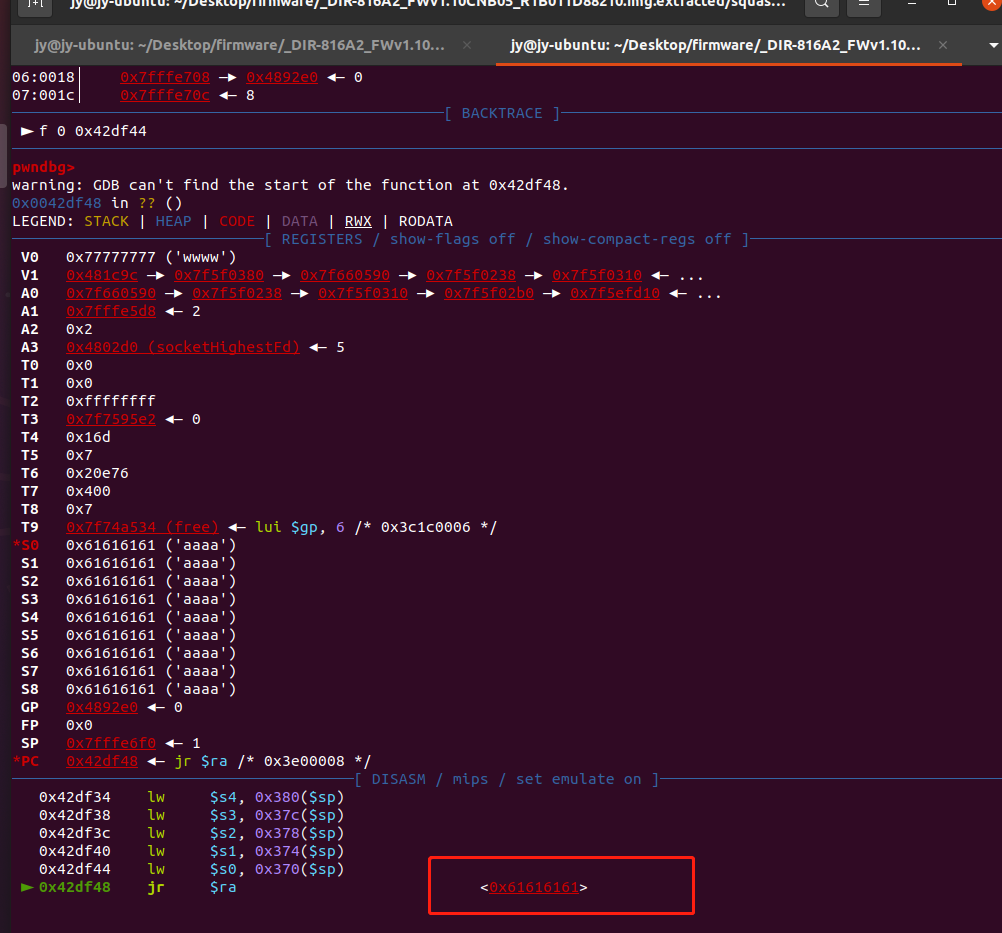 jy@jy-ubuntu: ~/Desktop/firmware/_DIR-816A2_FWv1.10CNB05_R1B011D88210.img.extracted/squas...
jy@jy-ubuntu: ~/Desktop/firmware/_DIR-816A2_FWv1.10... × jy@jy-ubuntu: ~/Desktop/firmware/_DIR-816A2_FWv1.10... ×
06:0018│ 0x7fffe708 —▸ 0x4892e0 ◂— 0
07:001c│ 0x7fffe70c ◂— 8
[ BACKTRACE ]
► f 0 0x42df44
pwndbg>
warning: GDB can't find the start of the function at 0x42df48.
0x0042df48 in ?? ()
LEGEND: STACK | HEAP | CODE | DATA | RWX | RODATA
[ REGISTERS / show-flags off / show-compact-regs off ]
V0 0x77777777 ('wwww')
V1 0x481c9c —▸ 0x7f5f0380 —▸ 0x7f660590 —▸ 0x7f5f0238 —▸ 0x7f5f0310 ◂— ...
A0 0x7f660590 —▸ 0x7f5f0238 —▸ 0x7f5f0310 —▸ 0x7f5f02b0 —▸ 0x7f5efd10 ◂— ...
A1 0x7fffe5d8 ◂— 2
A2 0x2
A3 0x4802d0 (socketHighestFd) ◂— 5
T0 0x0
T1 0x0
T2 0xffffffff
T3 0x7f7595e2 ◂— 0
T4 0x16d
T5 0x7
T6 0x20e76
T7 0x400
T8 0x7
T9 0x7f74a534 (free) ◂— lui $gp, 6 /* 0x3c1c0006 */
*S0 0x61616161 ('aaaa')
S1 0x61616161 ('aaaa')
S2 0x61616161 ('aaaa')
S3 0x61616161 ('aaaa')
S4 0x61616161 ('aaaa')
S5 0x61616161 ('aaaa')
S6 0x61616161 ('aaaa')
S7 0x61616161 ('aaaa')
S8 0x61616161 ('aaaa')
GP 0x4892e0 ◂— 0
FP 0x0
SP 0x7fffe6f0 ◂— 1
*PC 0x42df48 ◂— jr $ra /* 0x3e00008 */
[ DISASM / mips / set emulate on ]
0x42df34 lw $s4, 0x380($sp)
0x42df38 lw $s3, 0x37c($sp)
0x42df3c lw $s2, 0x378($sp)
0x42df40 lw $s1, 0x374($sp)
0x42df44 lw $s0, 0x370($sp)
► 0x42df48 jr $ra <0x61616161>